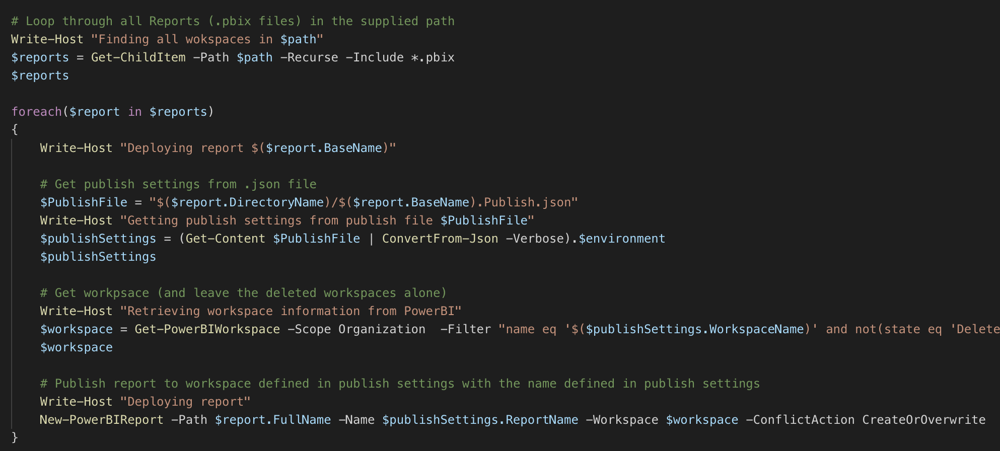 # Loop through all Reports (.pbix files) in the supplied path
Write-Host "Finding all wokspaces in $path"
$reports = Get-ChildItem -Path $path -Recurse -Include *.pbix
$reports
foreach($report in $reports)
{
Write-Host "Deploying report $($report.BaseName)"
# Get publish settings from .json file
$PublishFile = "$($report.DirectoryName)/$($report.BaseName).Publish.json"
Write-Host "Getting publish settings from publish file $PublishFile"
$publishSettings = (Get-Content $PublishFile | ConvertFrom-Json -Verbose).$environment
$publishSettings
# Get workpsace (and leave the deleted workspaces alone)
Write-Host "Retrieving workspace information from PowerBI"
$workspace = Get-PowerBIWorkspace -Scope Organization  -Filter "name eq '$($publishSettings.WorkspaceName)' and not(state eq 'Delete
$workspace
# Publish report to workspace defined in publish settings with the name defined in publish settings
Write-Host "Deploying report"
New-PowerBIReport -Path $report.FullName -Name $publishSettings.ReportName -Workspace $workspace -ConflictAction CreateOrOverwrite
}